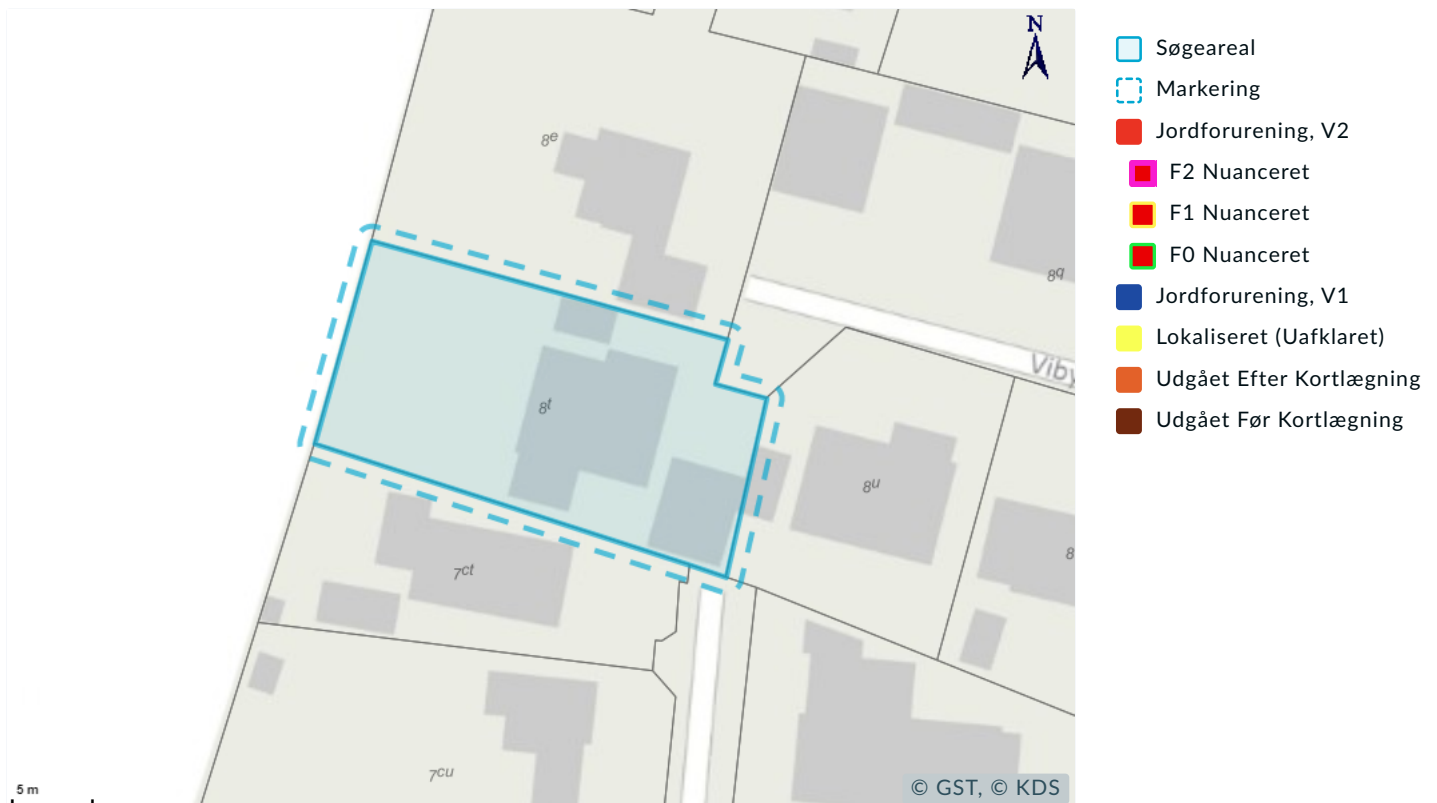 N
8e
8q
Viby
8t
8u
8
7ct
7cu
5 m
© GST, © KDS
Søgeareal
Markering
Jordforurening, V2
F2 Nuanceret
F1 Nuanceret
F0 Nuanceret
Jordforurening, V1
Lokaliseret (Uafklaret)
Udgået Efter Kortlægning
Udgået Før Kortlægning